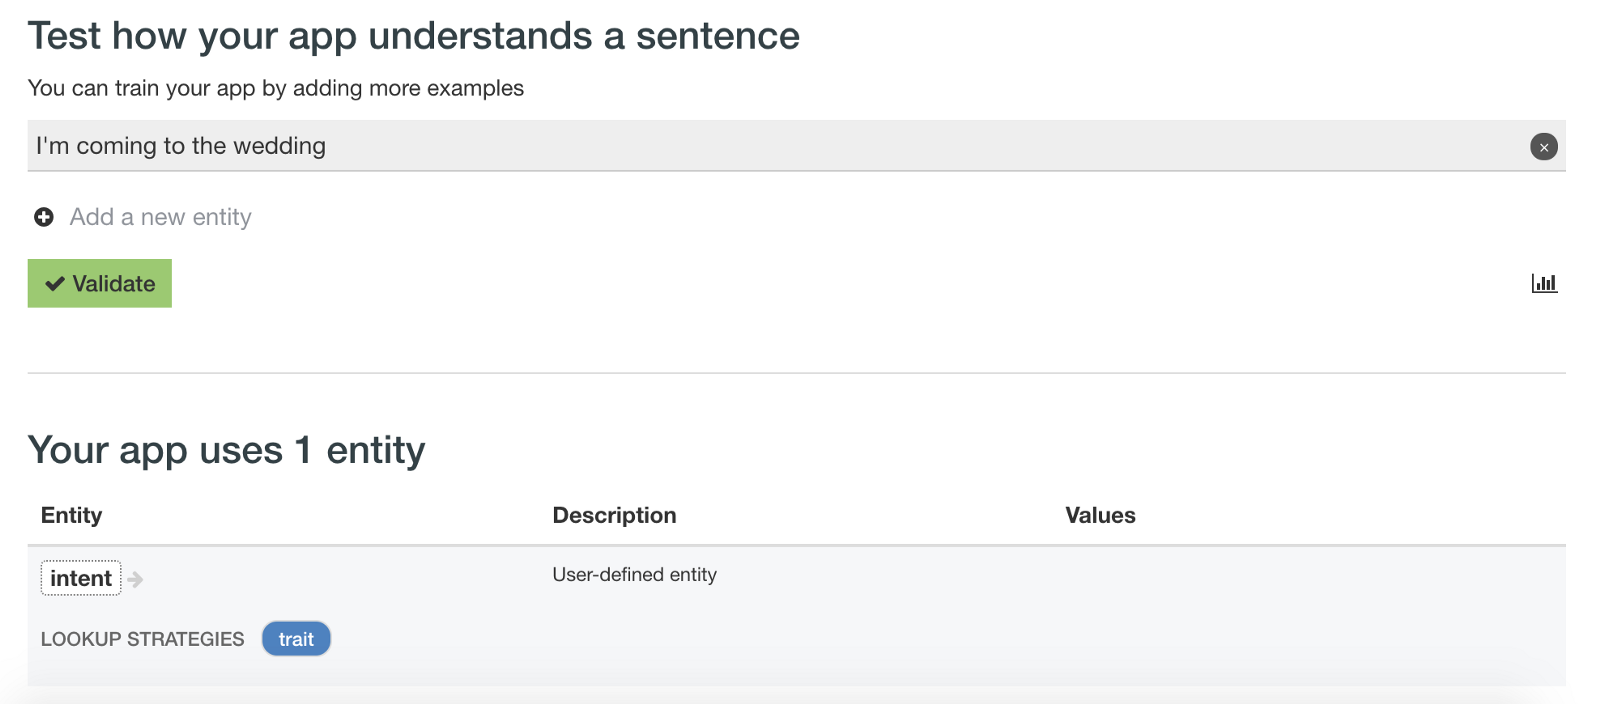 Test how your app understands a sentence
You can train your app by adding more examples
I'm coming to the wedding
Add a new entity
Validate
Your app uses 1 entity
Entity Description Values
intent User-defined entity
LOOKUP STRATEGIES trait